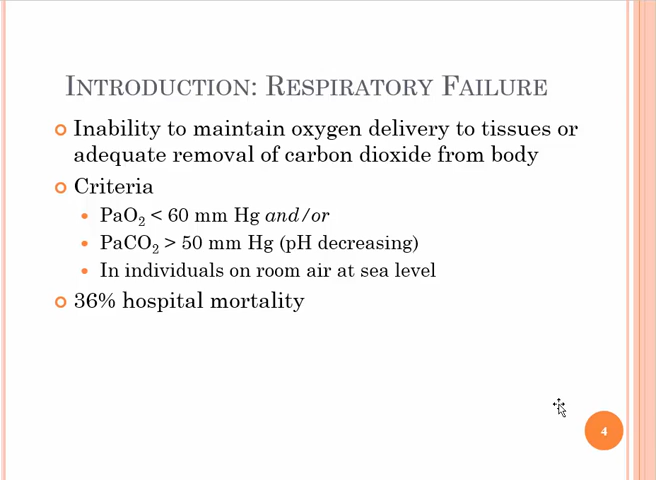 INTRODUCTION: RESPIRATORY FAILURE
Inability to maintain oxygen delivery to tissues or
adequate removal of carbon dioxide from body
Criteria
PaO₂ < 60 mm Hg and/or
PaCO₂ > 50 mm Hg (pH decreasing)
In individuals on room air at sea level
36% hospital mortality
4